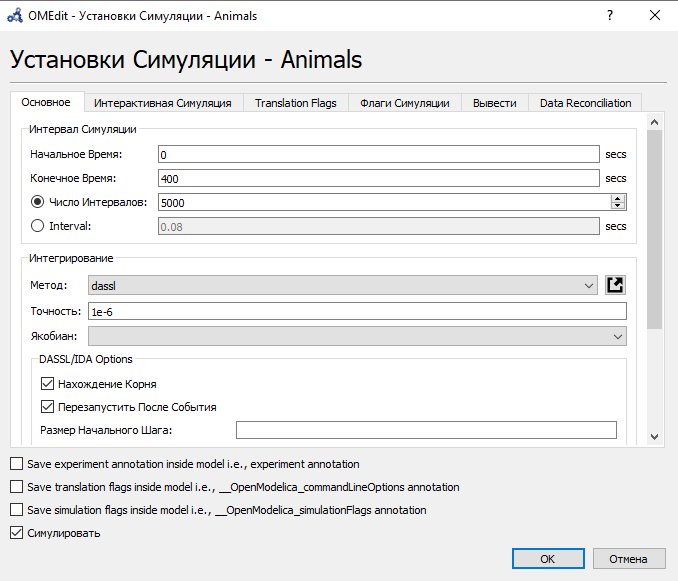 OMEdit - Установки Симуляции - Animals
Установки Симуляции - Animals
Основное Интерактивная Симуляция Translation Flags Флаги Симуляции Вывести Data Reconciliation
Интервал Симуляции
Начальное Время: 0 secs
Конечное Время: 400 secs
Число Интервалов: 5000
Interval: 0.08 secs
Интегрирование
Метод: dassl
Точность: 1e-6
Якобиан:
DASSL/IDA Options
Нахождение Корня
Перезапустить После События
Размер Начального Шага:
Save experiment annotation inside model i.e., experiment annotation
Save translation flags inside model i.e., __OpenModelica_commandLineOptions annotation
Save simulation flags inside model i.e., __OpenModelica_simulationFlags annotation
Симулировать
OK Отмена